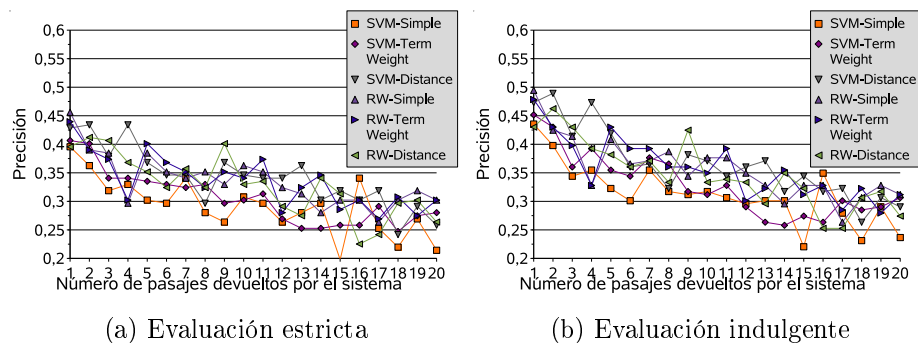 0,6
0,55
0,5
0,45
0,4
0,35
0,3
0,25
0,2
Precisión
1 2 3 4 5 6 7 8 9 10 11 12 13 14 15 16 17 18 19 20
Número de pasajes devueltos por el sistema
SVM-Simple
SVM-Term
Weight
SVM-Distance
RW-Simple
RW-Term
Weight
RW-Distance
(a) Evaluación estricta
0,6
0,55
0,5
0,45
0,4
0,35
0,3
0,25
0,2
Precisión
1 2 3 4 5 6 7 8 9 10 11 12 13 14 15 16 17 18 19 20
Número de pasajes devueltos por el sistema
SVM-Simple
SVM-Term
Weight
SVM-Distance
RW-Simple
RW-Term
Weight
RW-Distance
(b) Evaluación indulgente